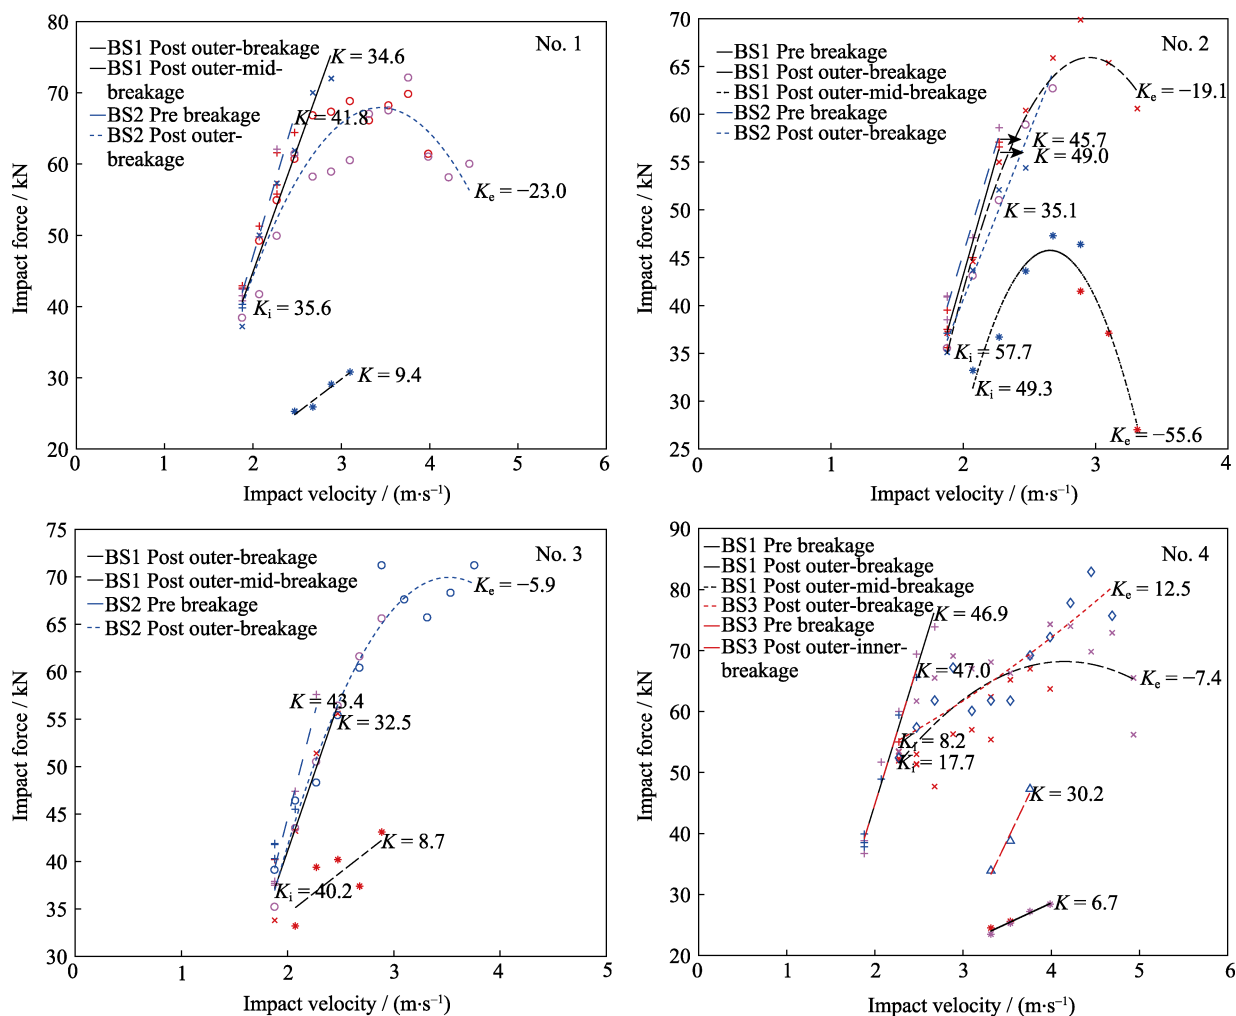 No. 1
BS1 Post outer-breakage
BS1 Post outer-mid-
breakage
BS2 Pre breakage
BS2 Post outer-
breakage
K = 34.6
K = 41.8
Ke = −23.0
Ki = 35.6
K = 9.4
80
70
60
50
40
30
20
0
1
2
3
4
5
6
Impact force / kN
Impact velocity / (m·s⁻¹)
No. 2
BS1 Pre breakage
BS1 Post outer-breakage
BS1 Post outer-mid-breakage
BS2 Pre breakage
BS2 Post outer-breakage
Ke = −19.1
K = 45.7
K = 49.0
K = 35.1
Ki = 57.7
Ki = 49.3
Ke = −55.6
70
65
60
55
50
45
40
35
30
25
0
1
2
3
4
Impact force / kN
Impact velocity / (m·s⁻¹)
No. 3
BS1 Post outer-breakage
BS1 Post outer-mid-breakage
BS2 Pre breakage
BS2 Post outer-breakage
Ke = −5.9
K = 43.4
K = 32.5
K = 8.7
Ki = 40.2
75
70
65
60
55
50
45
40
35
30
0
1
2
3
4
5
Impact force / kN
Impact velocity / (m·s⁻¹)
No. 4
BS1 Pre breakage
BS1 Post outer-breakage
BS1 Post outer-mid-breakage
BS3 Post outer-breakage
BS3 Pre breakage
BS3 Post outer-inner-
breakage
Ke = 12.5
K = 46.9
K = 47.0
Ke = −7.4
Ki = 8.2
Ki = 17.7
K = 30.2
K = 6.7
90
80
70
60
50
40
30
20
0
1
2
3
4
5
6
Impact force / kN
Impact velocity / (m·s⁻¹)